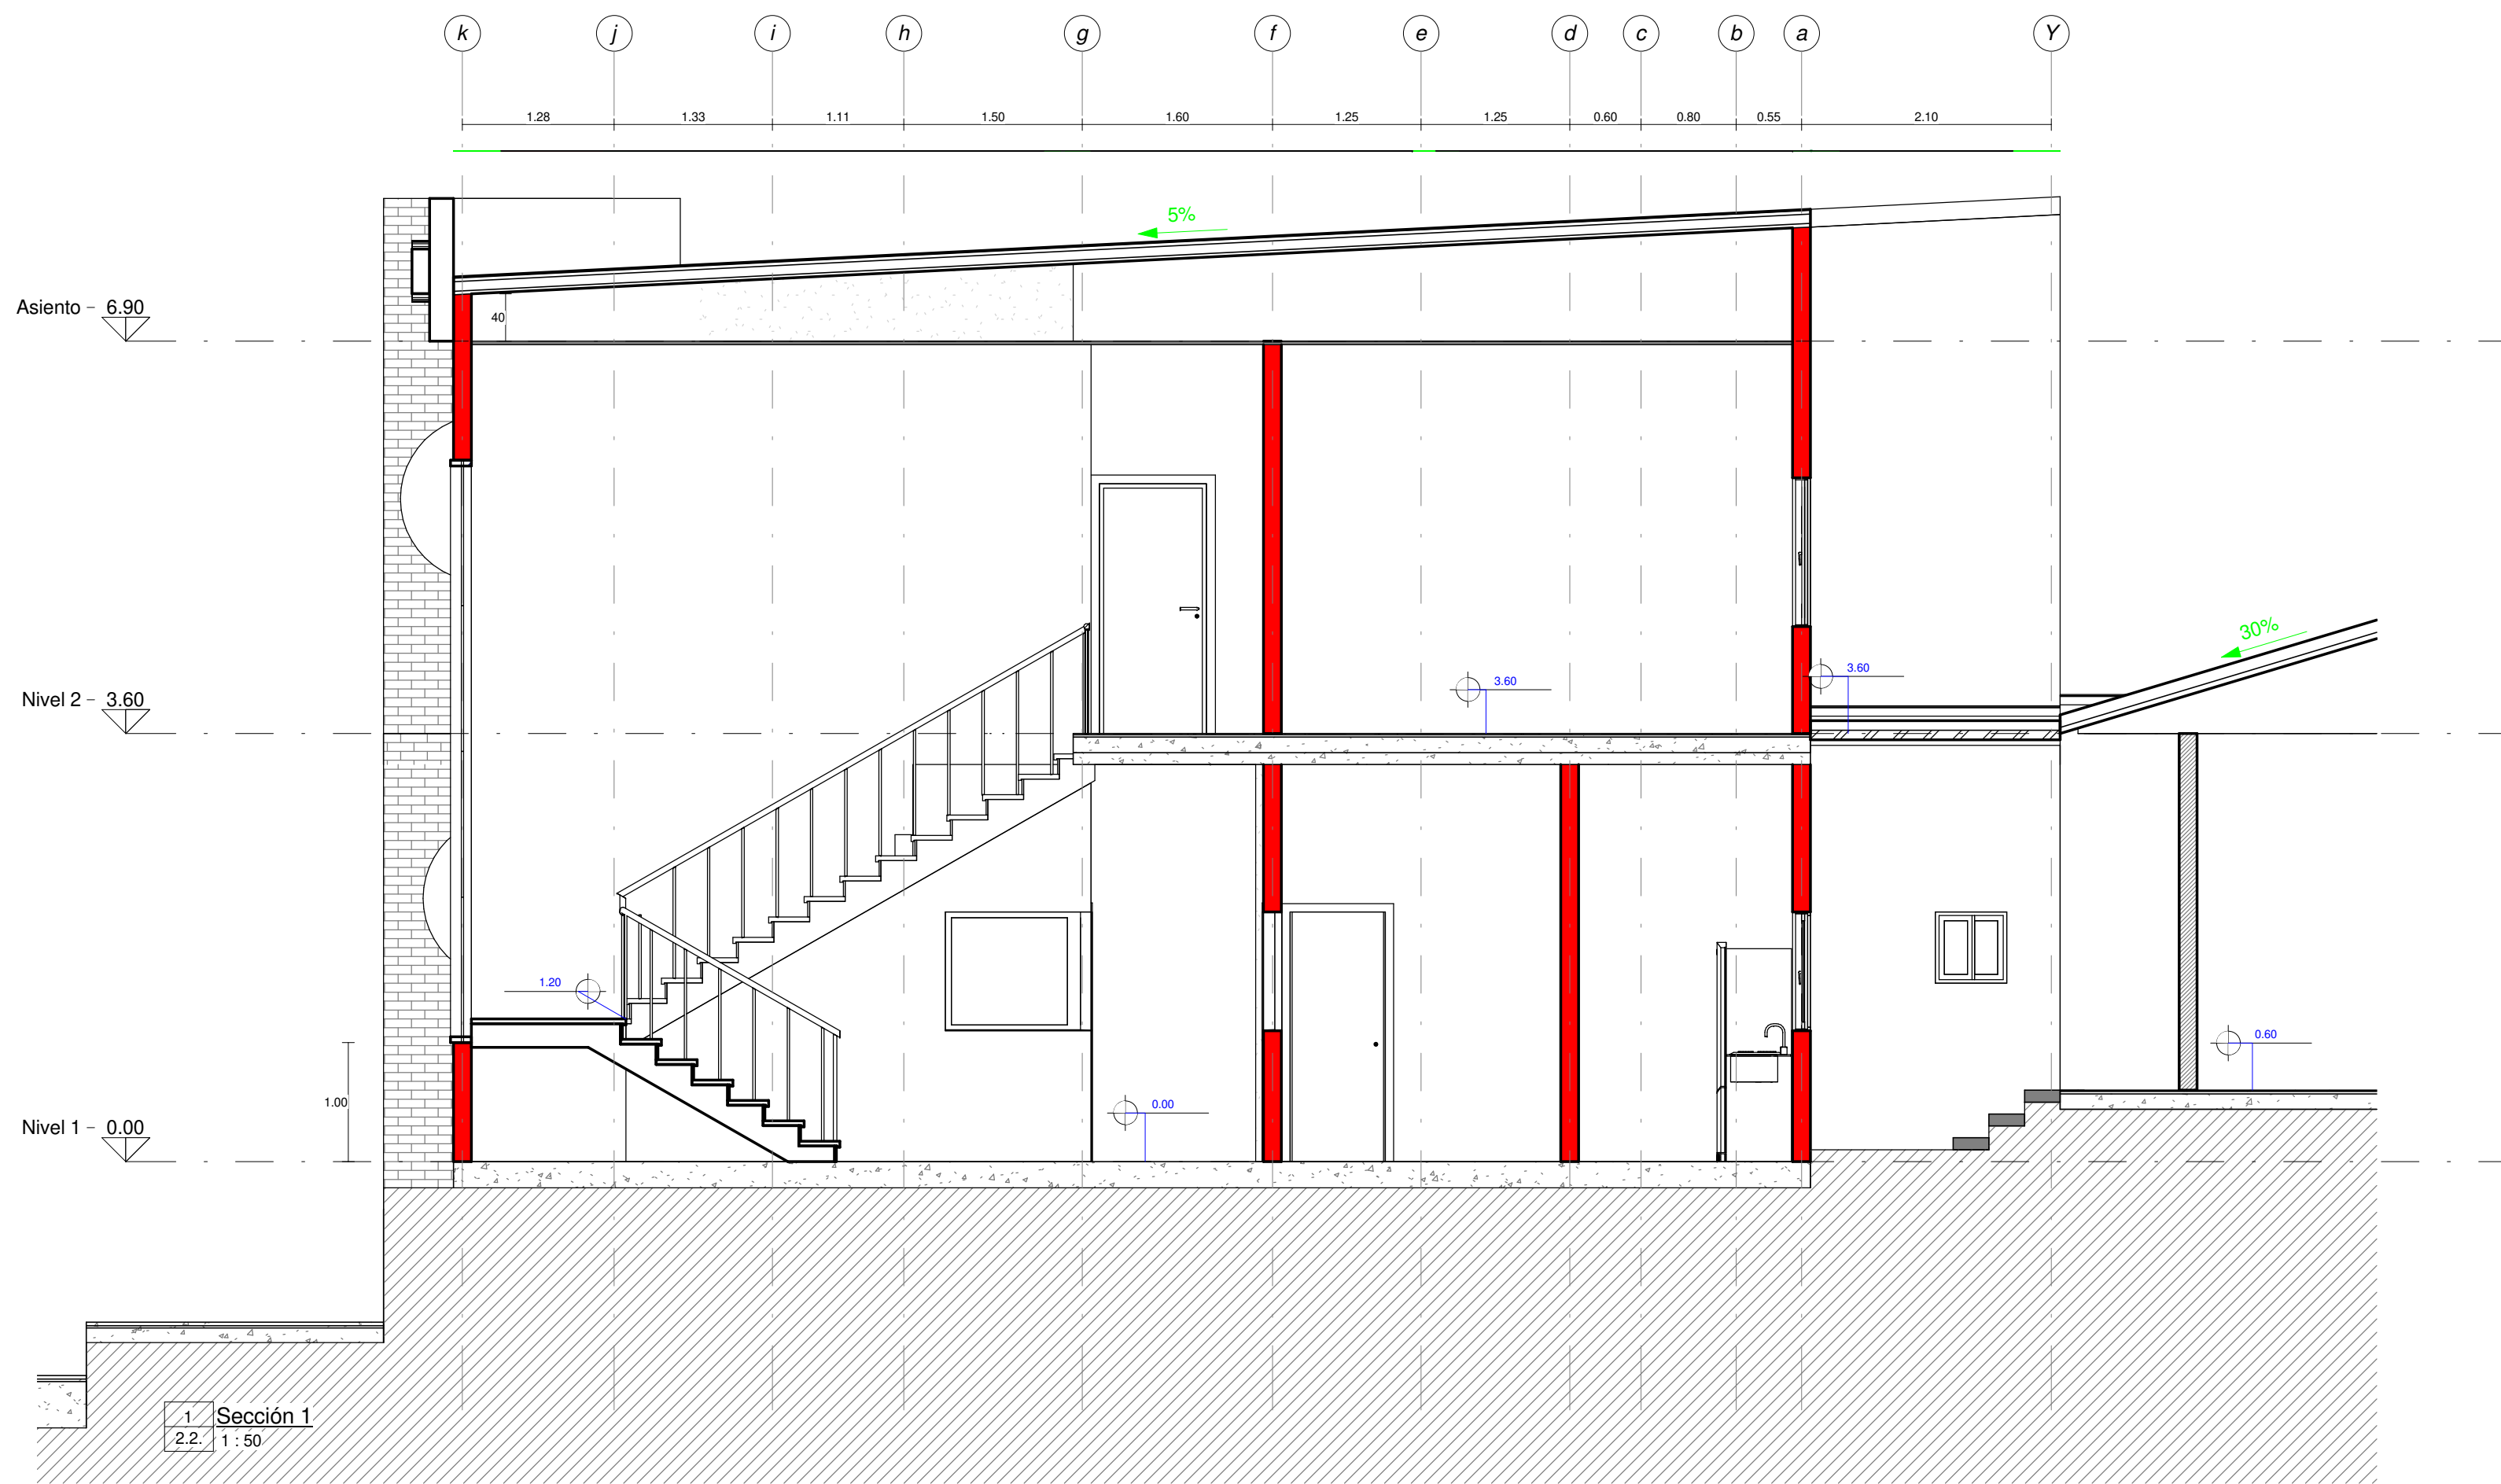 k j i h g f e d c b a Y
1.28 1.33 1.11 1.50 1.60 1.25 1.25 0.60 0.80 0.55 2.10
5%
Asiento 6.90
40
30%
3.60
3.60
Nivel 2 3.60
1.20
0.60
1.00
0.00
Nivel 1 0.00
1 Sección 1
2.2. 1 : 50